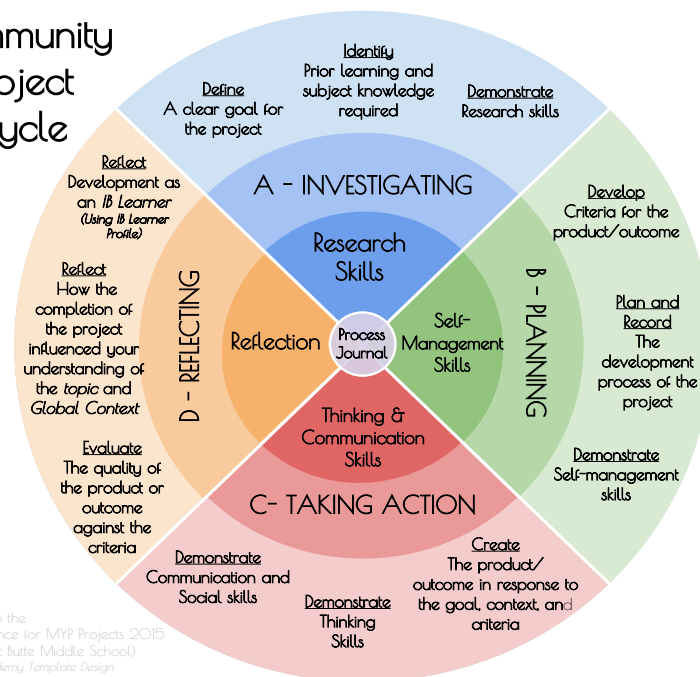 mmunity
oject
ycle
Identify
Prior learning and
subject knowledge
required
Define
A clear goal for
the project
Demonstrate
Research skills
A - INVESTIGATING
Research
Skills
Develop
Criteria for the
product/outcome
Plan and
Record
The
development
process of the
project
Demonstrate
Self-management
skills
B - PLANNING
Self-
Management
Skills
Process
Journal
Thinking &
Communication
Skills
C- TAKING ACTION
Create
The product/
outcome in response to
the goal, context, and
criteria
Demonstrate
Thinking
Skills
Demonstrate
Communication and
Social skills
Reflection
D - REFLECTING
Reflect
Development as
an IB Learner
(Using IB Learner
Profile)
Reflect
How the
completion of
the project
influenced your
understanding of
the topic and
Global Context
Evaluate
The quality of
the product or
outcome
against the
criteria
the
nce for MYP Projects 2015
Butte Middle School)
demy Template Design